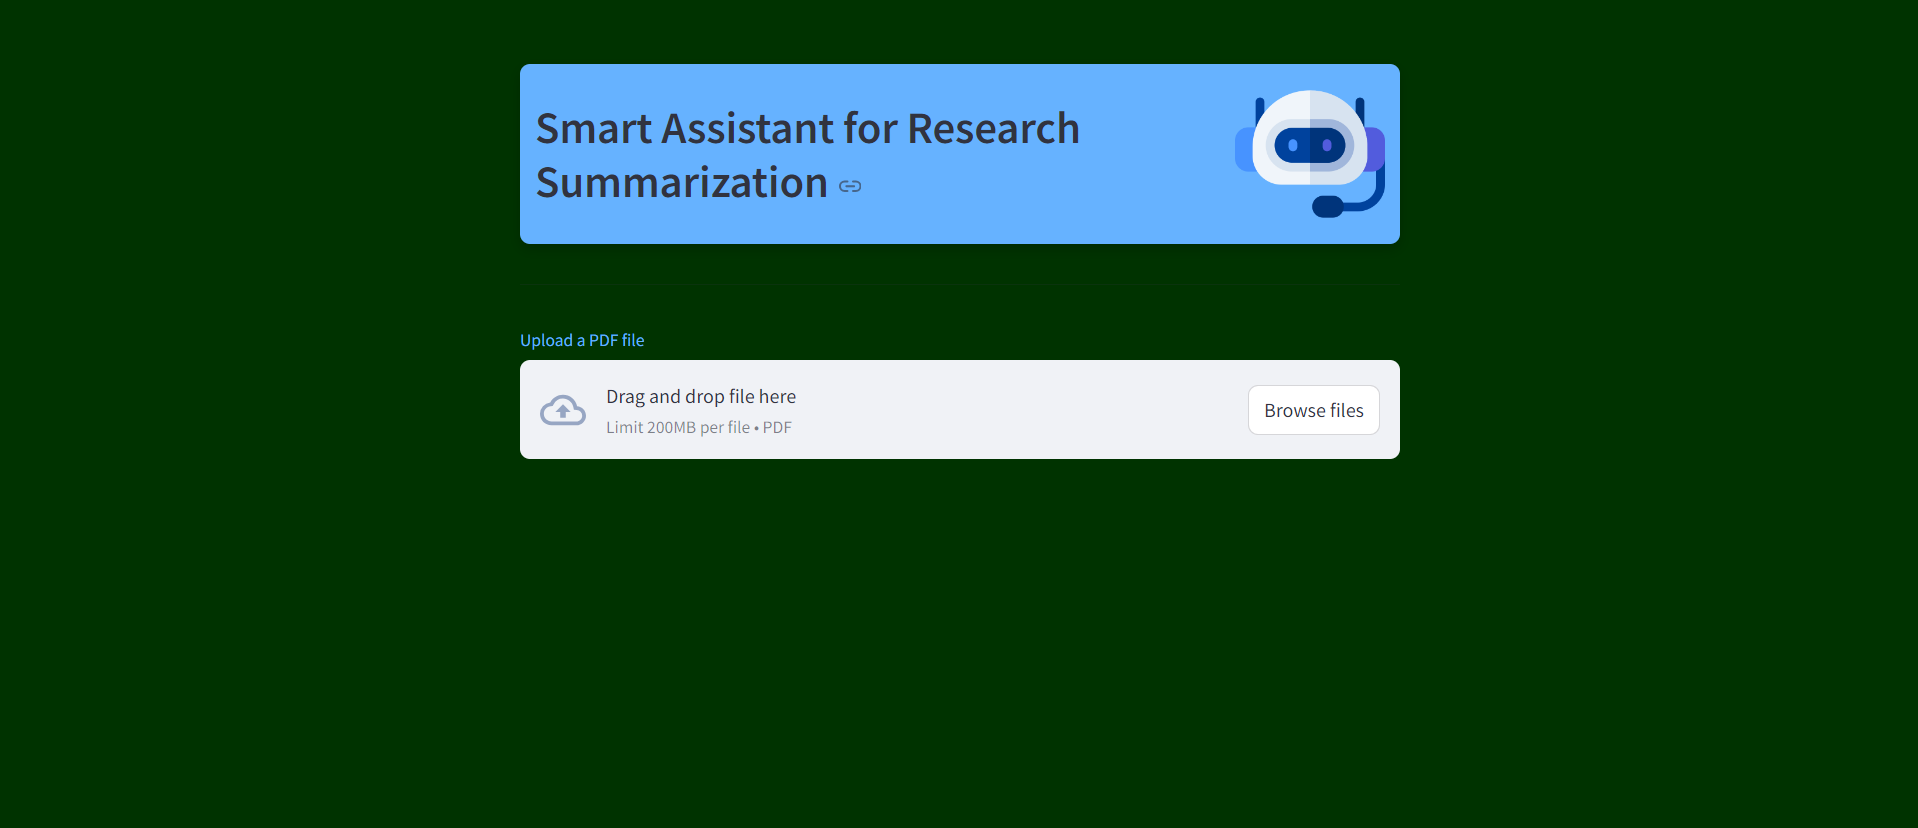 Smart Assistant for Research
Summarization
Upload a PDF file
Drag and drop file here
Limit 200MB per file • PDF
Browse files